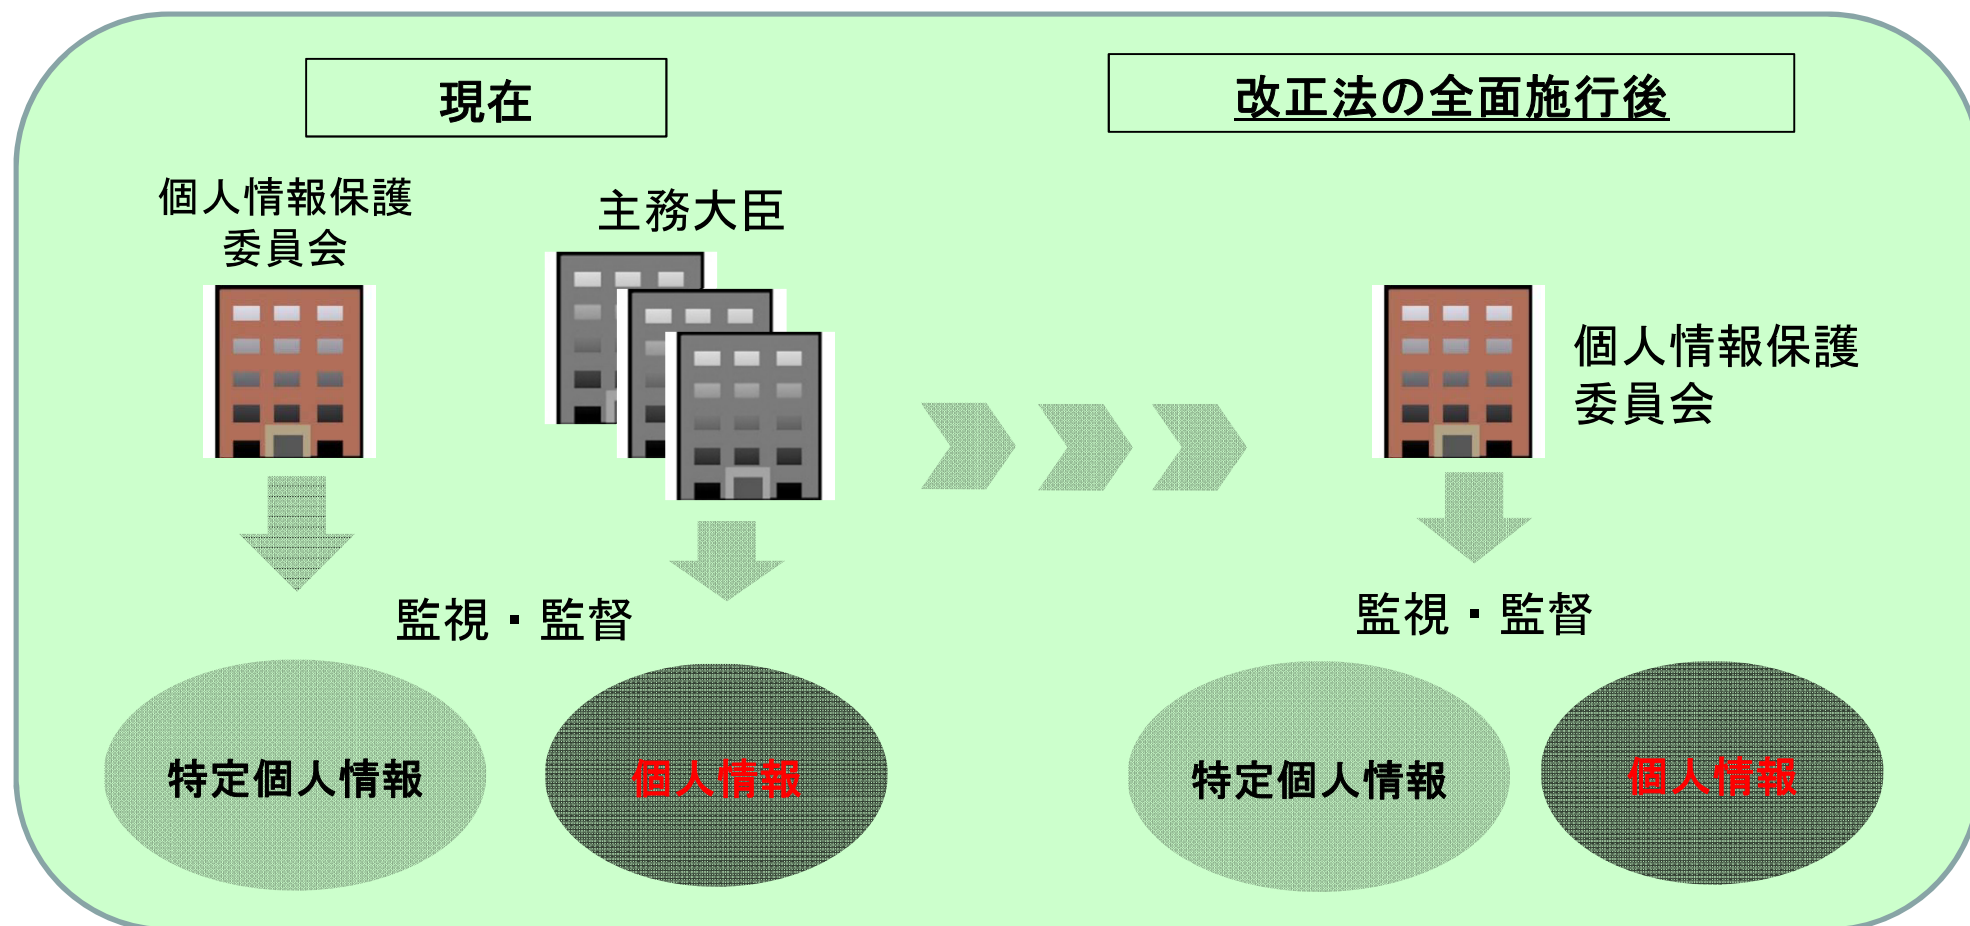 現在
個人情報保護
委員会
主務大臣
監視・監督
特定個人情報
個人情報
改正法の全面施行後
個人情報保護
委員会
監視・監督
特定個人情報
個人情報